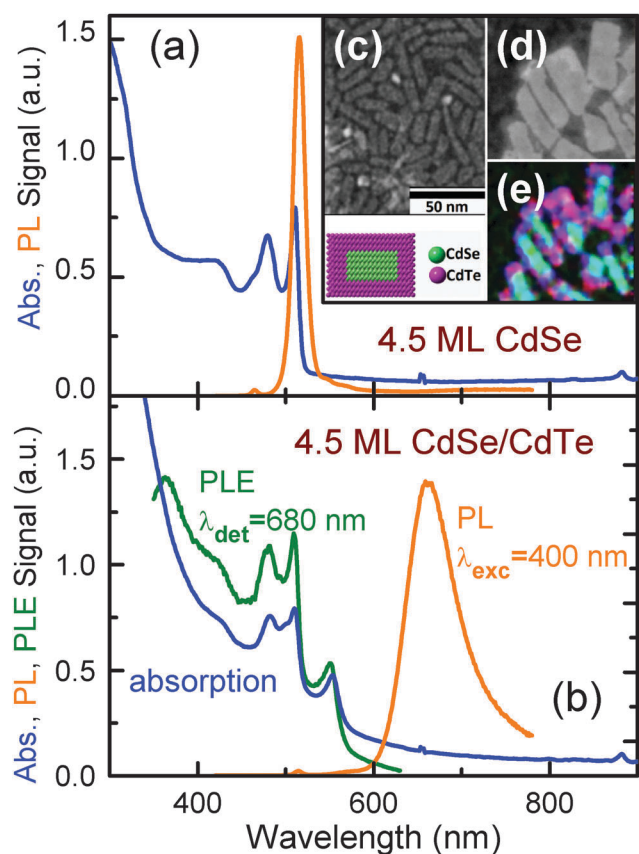 1.5
1.0
0.5
0.0
Abs., PL Signal (a.u.)
(a)
(c)
(d)
(e)
50 nm
CdSe
CdTe
4.5 ML CdSe
1.5
1.0
0.5
0.0
Abs., PL, PLE Signal (a.u.)
4.5 ML CdSe/CdTe
PLE
λdet=680 nm
PL
λexc=400 nm
absorption
(b)
400
600
800
Wavelength (nm)